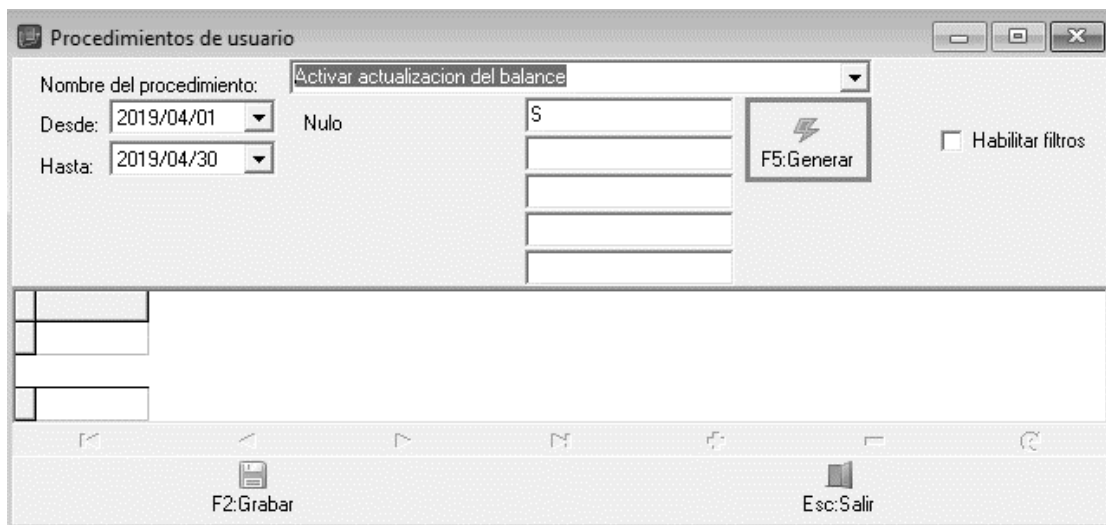 Procedimientos de usuario
Nombre del procedimiento: Activar actualizacion del balance
Desde: 2019/04/01 Nulo S
Hasta: 2019/04/30
F5:Generar
Habilitar filtros
F2:Grabar Esc:Salir